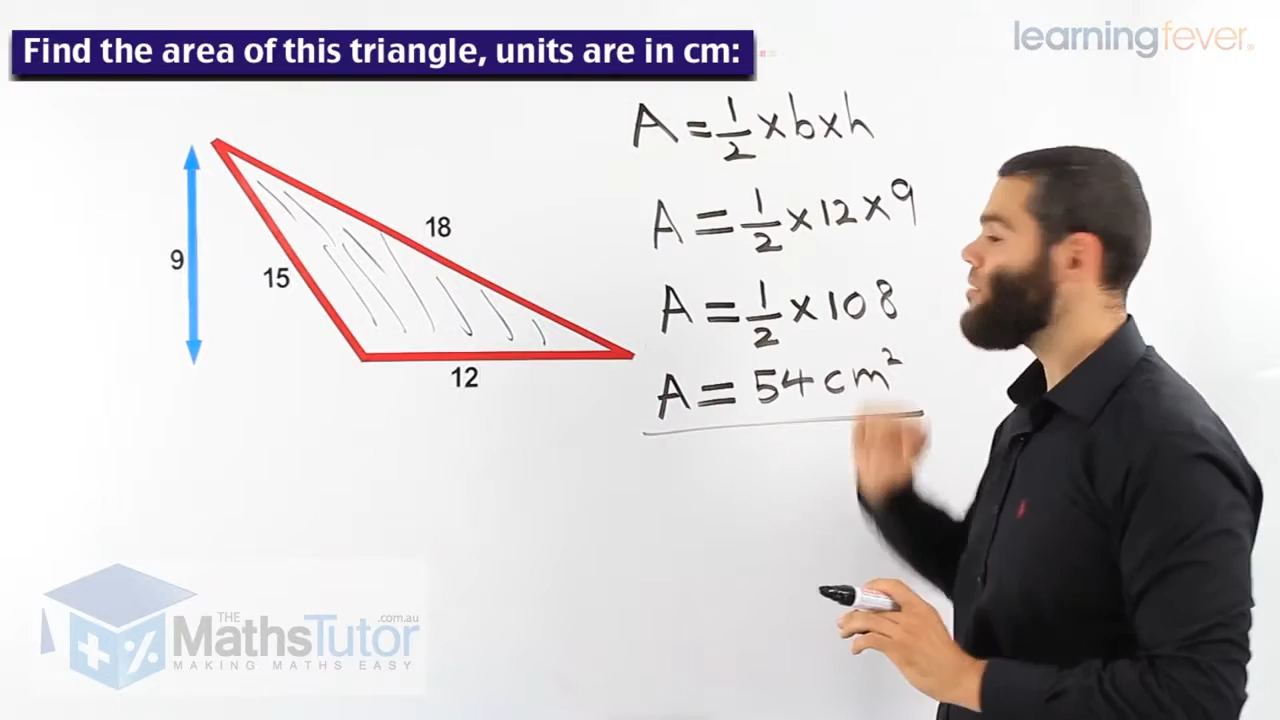 Find the area of this triangle, units are in cm:
learningfever.
A = 1/2 × b × h
A = 1/2 × 12 × 9
A = 1/2 × 108
A = 54 cm²
18
9
15
12
THE
MathsTutor
.com.au
MAKING MATHS EASY